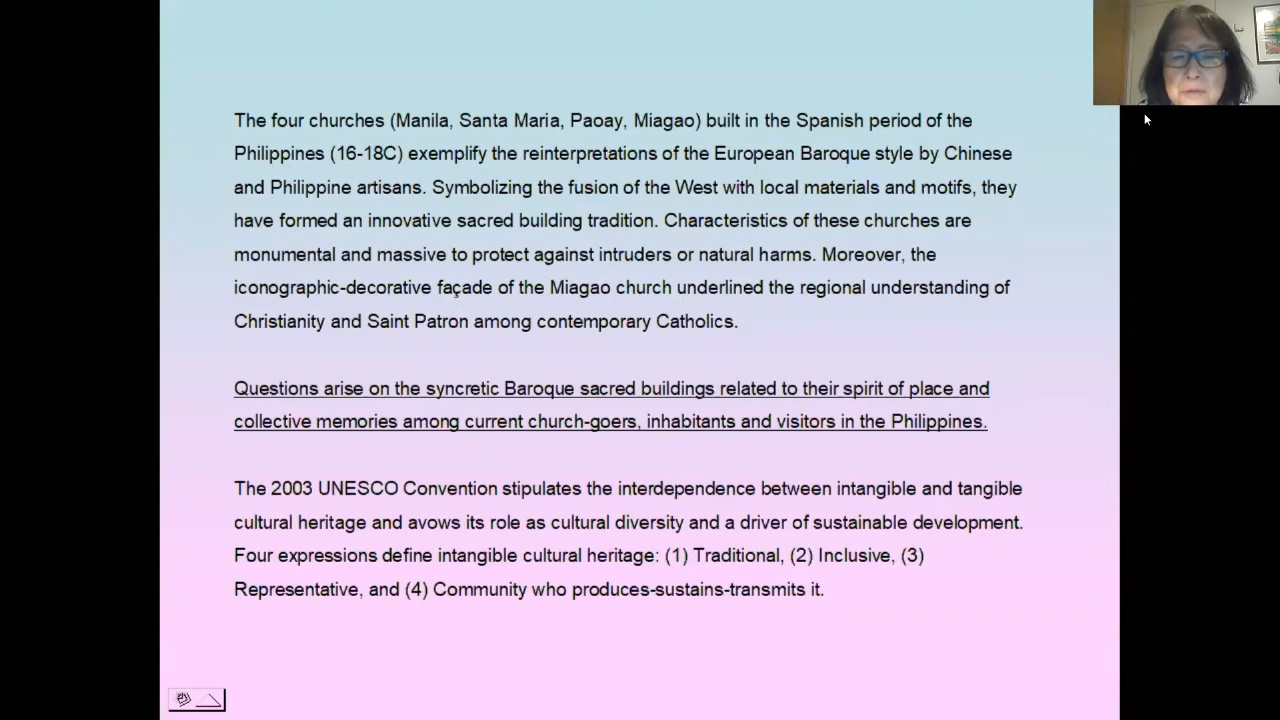 The four churches (Manila, Santa Maria, Paoay, Miagao) built in the Spanish period of the
Philippines (16-18C) exemplify the reinterpretations of the European Baroque style by Chinese
and Philippine artisans. Symbolizing the fusion of the West with local materials and motifs, they
have formed an innovative sacred building tradition. Characteristics of these churches are
monumental and massive to protect against intruders or natural harms. Moreover, the
iconographic-decorative façade of the Miagao church underlined the regional understanding of
Christianity and Saint Patron among contemporary Catholics.
Questions arise on the syncretic Baroque sacred buildings related to their spirit of place and
collective memories among current church-goers, inhabitants and visitors in the Philippines.
The 2003 UNESCO Convention stipulates the interdependence between intangible and tangible
cultural heritage and avows its role as cultural diversity and a driver of sustainable development.
Four expressions define intangible cultural heritage: (1) Traditional, (2) Inclusive, (3)
Representative, and (4) Community who produces-sustains-transmits it.